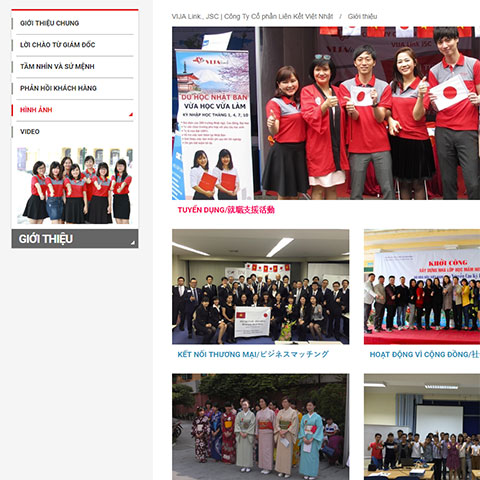 GIỚI THIỆU CHUNG
LỜI CHÀO TỪ GIÁM ĐỐC
TẦM NHÌN VÀ SỨ MỆNH
PHẢN HỒI KHÁCH HÀNG
HÌNH ẢNH
VIDEO
GIỚI THIỆU
VIJA Link., JSC | Công Ty Cổ phần Liên Kết Việt Nhật / Giới thiệu
DU HỌC NHẬT BẢN
VỪA HỌC VỪA LÀM
KỲ NHẬP HỌC THÁNG 1, 4, 7, 10
TUYỂN DỤNG/就職支援活動
KHỞI CÔNG
KẾT NỐI THƯƠNG MẠI/ビジネスマッチング
HOẠT ĐỘNG VÌ CỘNG ĐỒNG/社